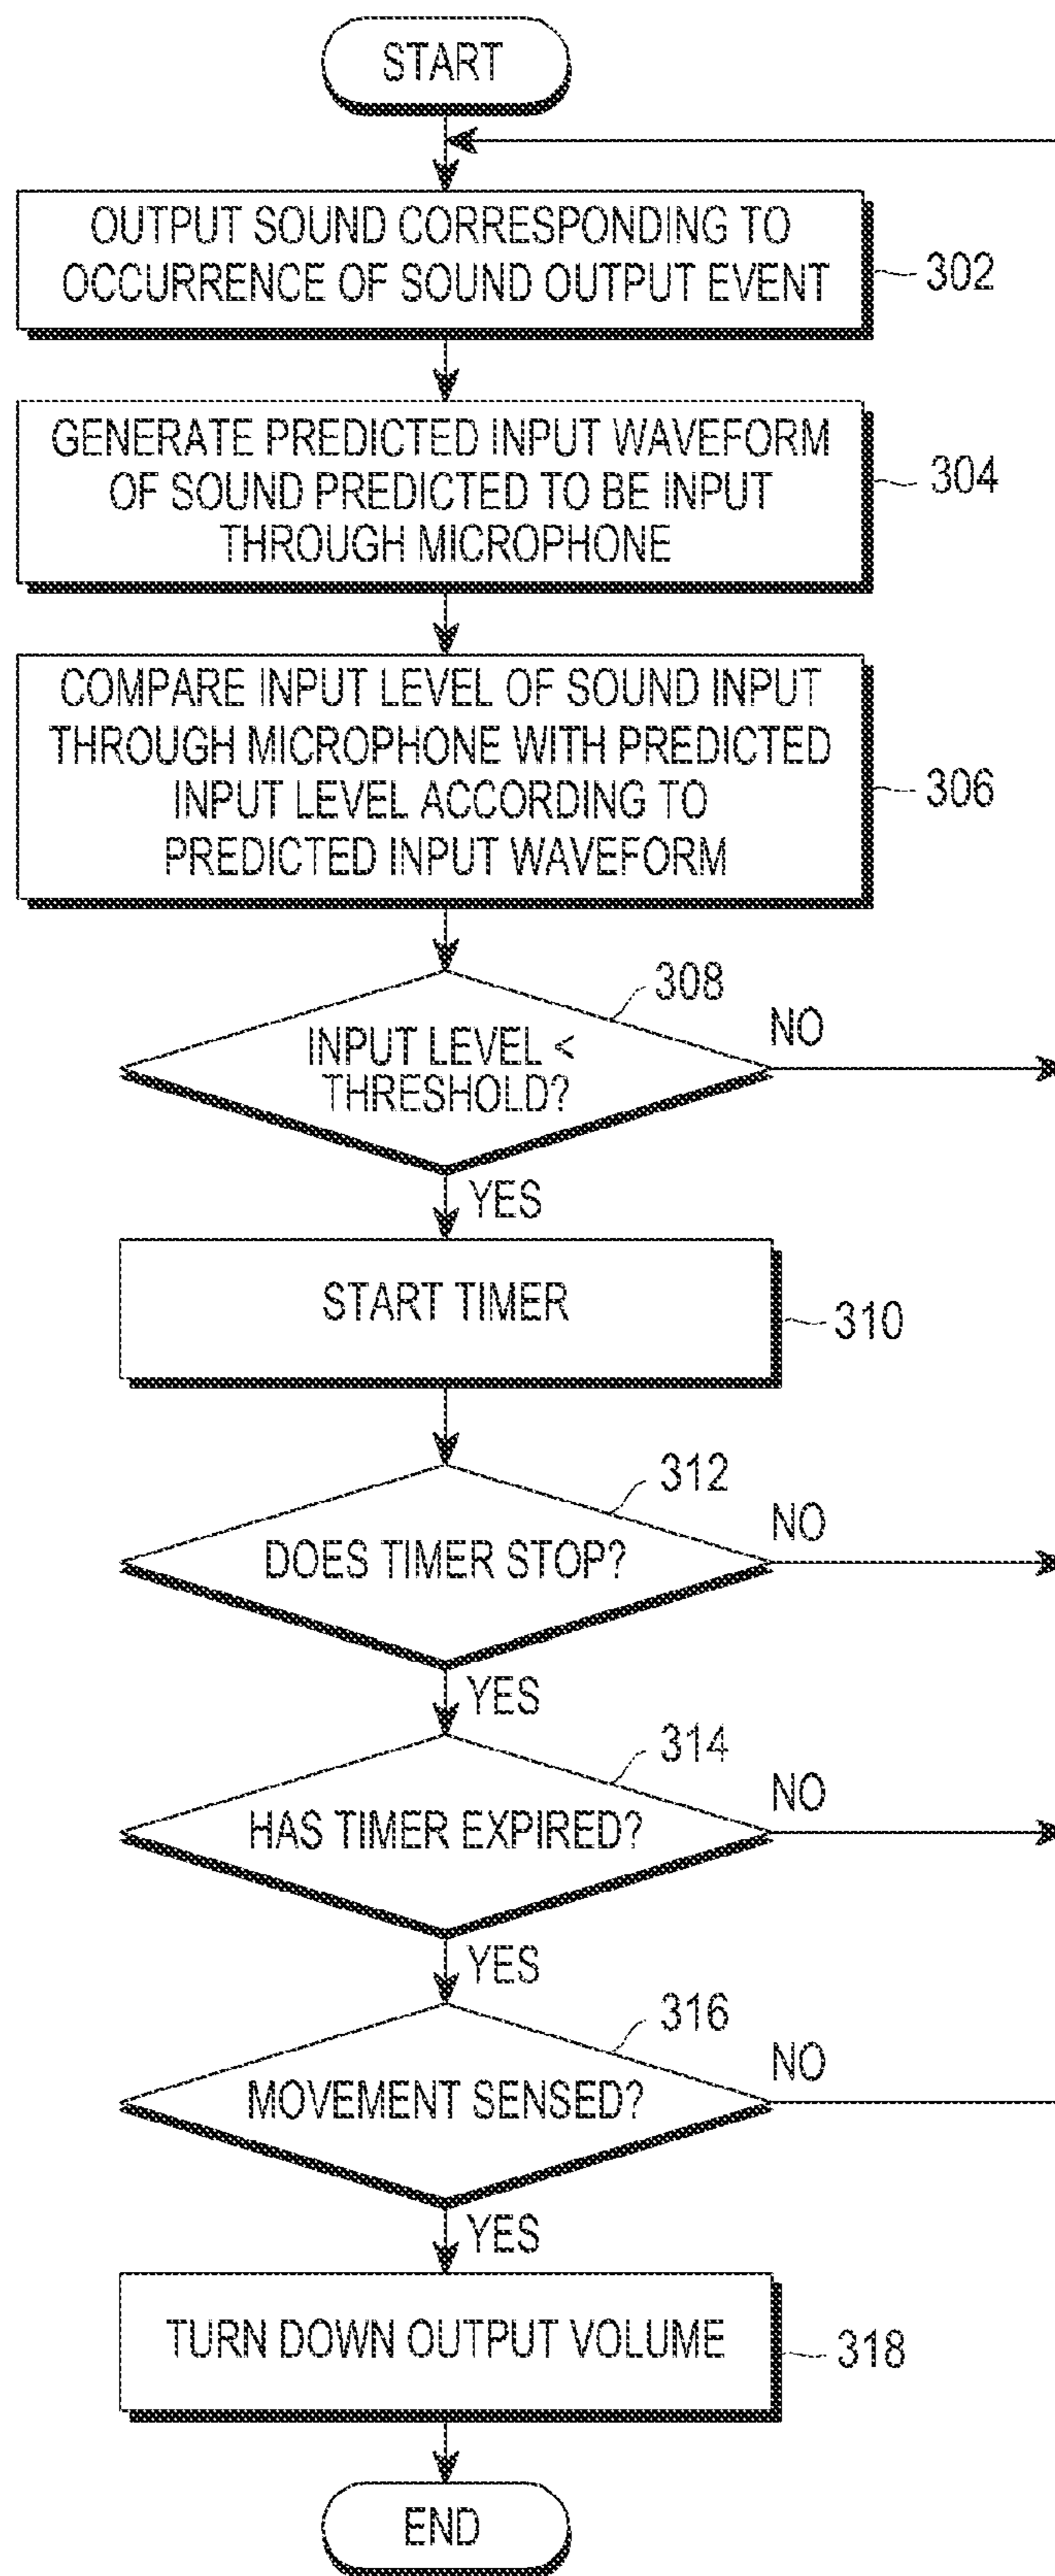 START
OUTPUT SOUND CORRESPONDING TO
OCCURRENCE OF SOUND OUTPUT EVENT
302
GENERATE PREDICTED INPUT WAVEFORM
OF SOUND PREDICTED TO BE INPUT
THROUGH MICROPHONE
304
COMPARE INPUT LEVEL OF SOUND INPUT
THROUGH MICROPHONE WITH PREDICTED
INPUT LEVEL ACCORDING TO
PREDICTED INPUT WAVEFORM
306
308
INPUT LEVEL <
THRESHOLD?
NO
YES
START TIMER
310
312
DOES TIMER STOP?
NO
YES
314
HAS TIMER EXPIRED?
NO
YES
316
MOVEMENT SENSED?
NO
YES
TURN DOWN OUTPUT VOLUME
318
END